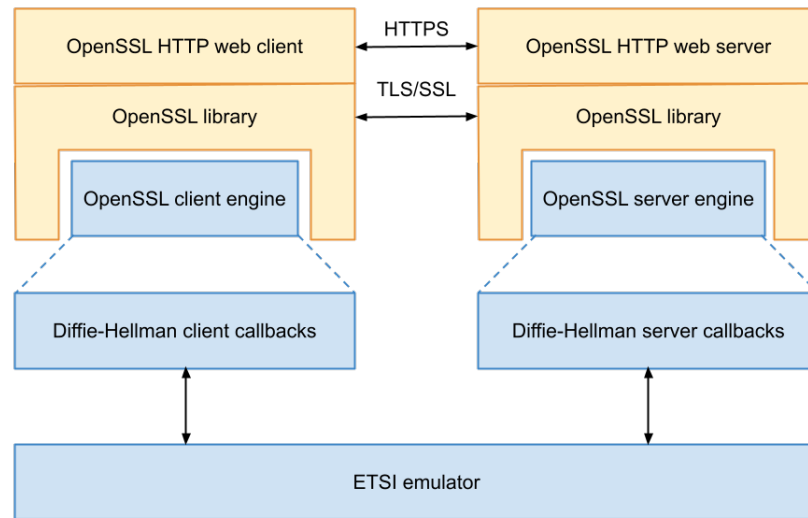 OpenSSL HTTP web client
HTTPS
OpenSSL HTTP web server
OpenSSL library
TLS/SSL
OpenSSL library
OpenSSL client engine
OpenSSL server engine
Diffie-Hellman client callbacks
Diffie-Hellman server callbacks
ETSI emulator